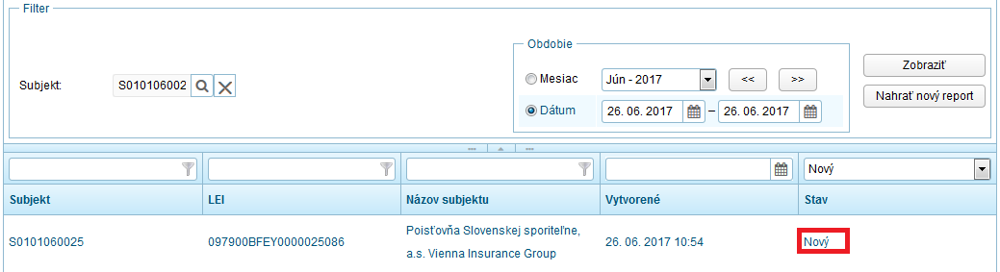 Filter
Obdobie
Subjekt: S010106002
Mesiac Jún - 2017 << >>
Zobraziť
Dátum 26. 06. 2017 – 26. 06. 2017
Nahrať nový report
Nový
Subjekt LEI Názov subjektu Vytvorené Stav
S0101060025 097900BFEY0000025086 Poisťovňa Slovenskej sporiteľne, 26. 06. 2017 10:54 Nový
a.s. Vienna Insurance Group